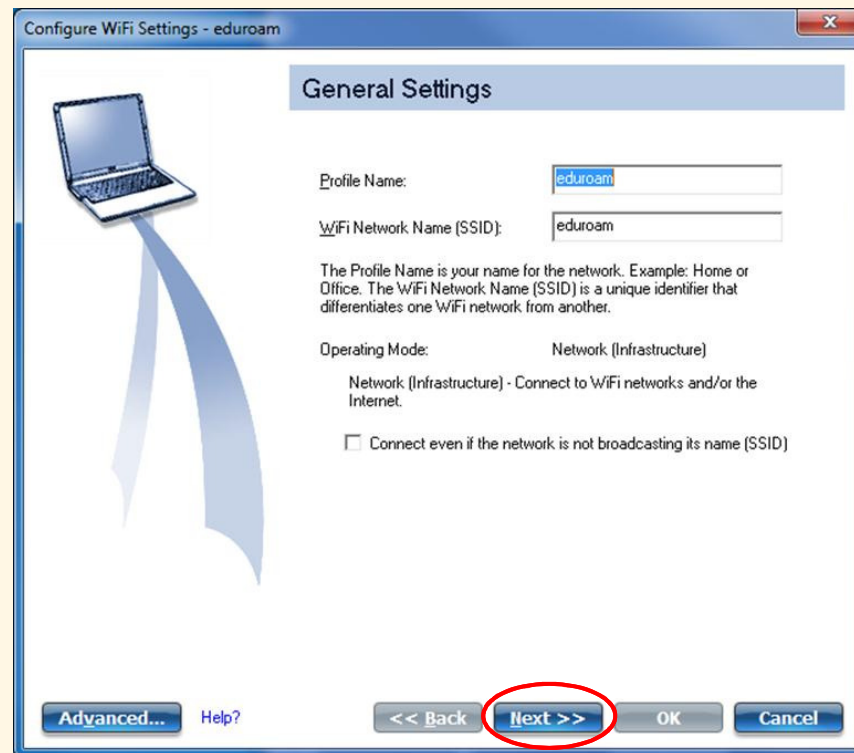 Configure WiFi Settings - eduroam
General Settings
Profile Name: eduroam
WiFi Network Name (SSID): eduroam
The Profile Name is your name for the network. Example: Home or
Office. The WiFi Network Name (SSID) is a unique identifier that
differentiates one WiFi network from another.
Operating Mode: Network (Infrastructure)
Network (Infrastructure) - Connect to WiFi networks and/or the
Internet.
Connect even if the network is not broadcasting its name (SSID)
Advanced... Help? << Back Next >> OK Cancel